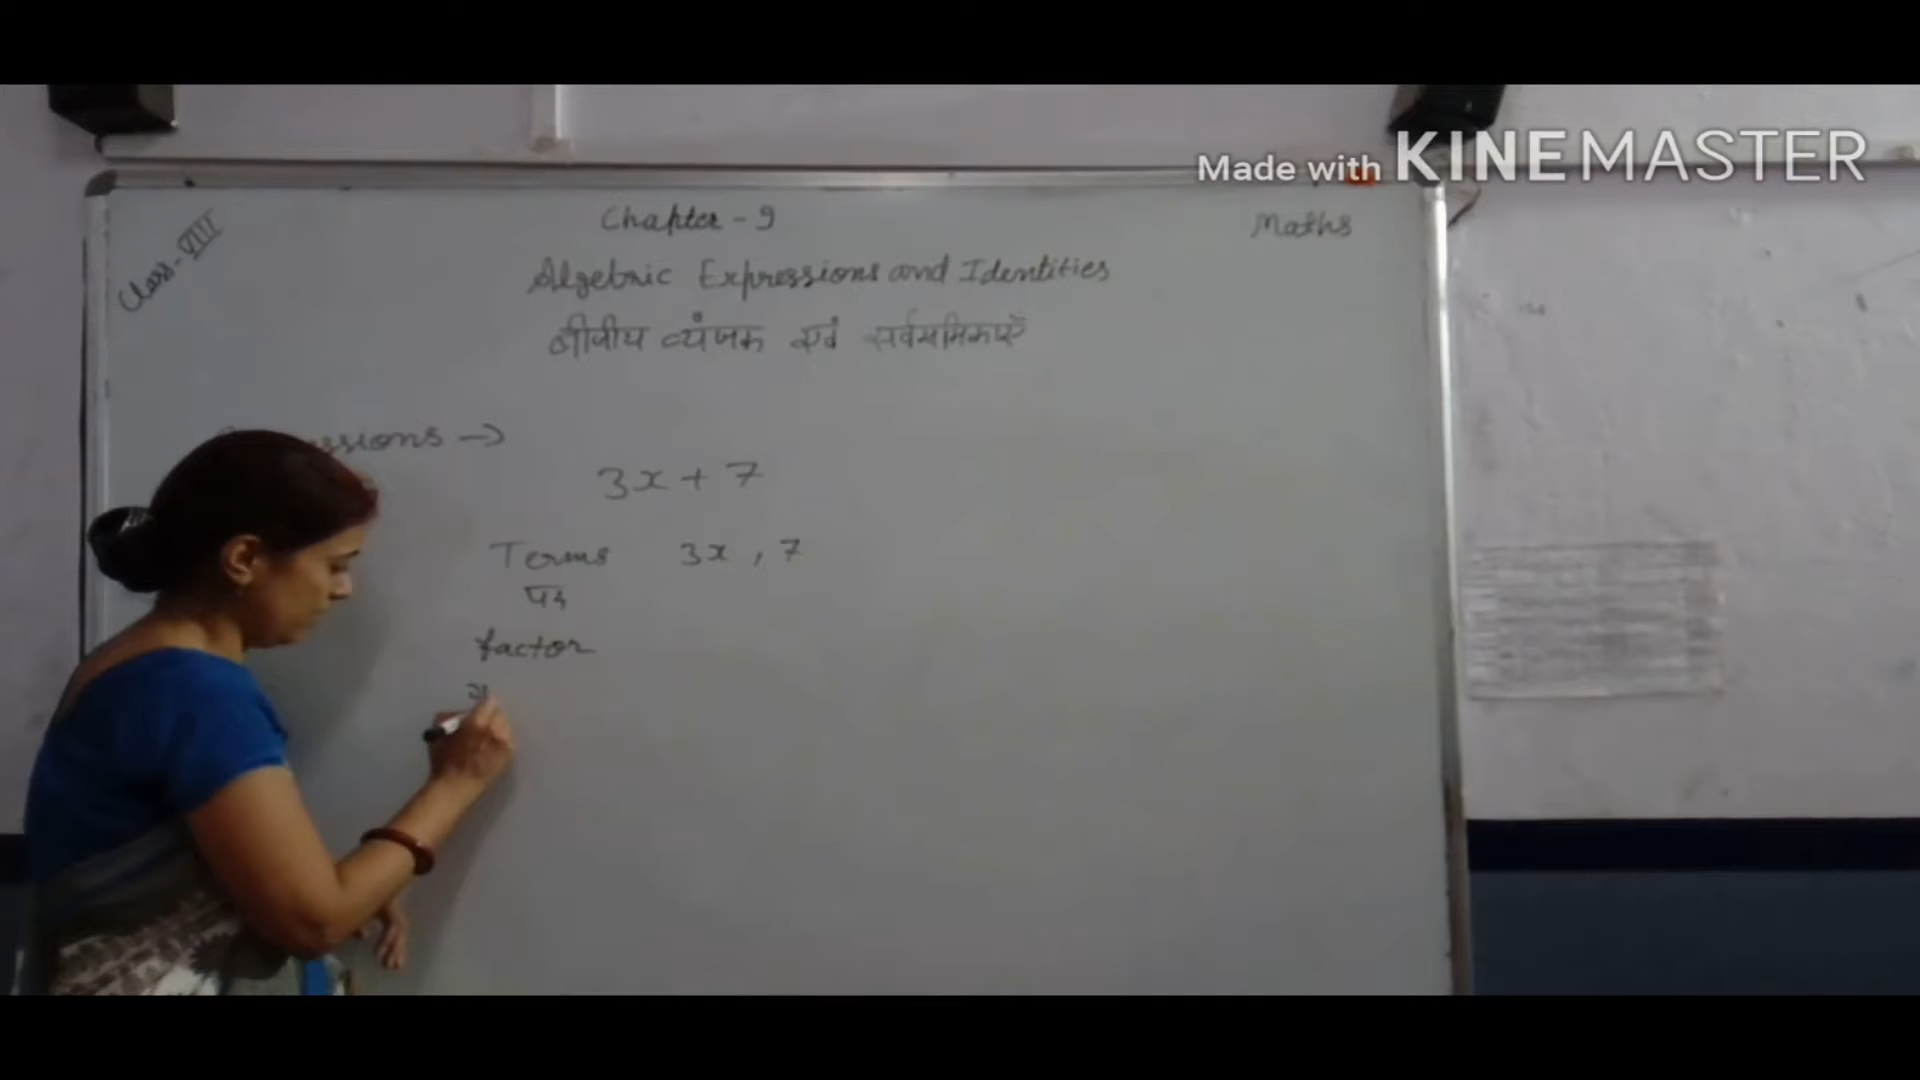 Made with KINEMASTER
Class-VIII
Chapter - 9
Maths
Algebric Expressions and Identities
बीजीय व्यंजक एवं सर्वसमिकाएँ
ssions →
3x + 7
Terms 3x , 7
पद
factor